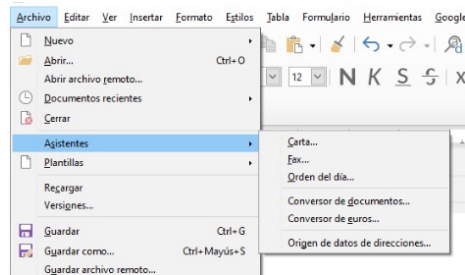 Archivo Editar Ver Insertar Formato Estilos Tabla Formulario Herramientas Google
Nuevo
Abrir... Ctrl+O
Abrir archivo remoto...
Documentos recientes
Cerrar
12 N K S S X
Asistentes
Plantillas
Recargar
Versiones...
Guardar Ctrl+G
Guardar como... Ctrl+Mayús+S
Guardar archivo remoto...
Carta...
Fax...
Orden del día...
Conversor de documentos...
Conversor de euros...
Origen de datos de direcciones...